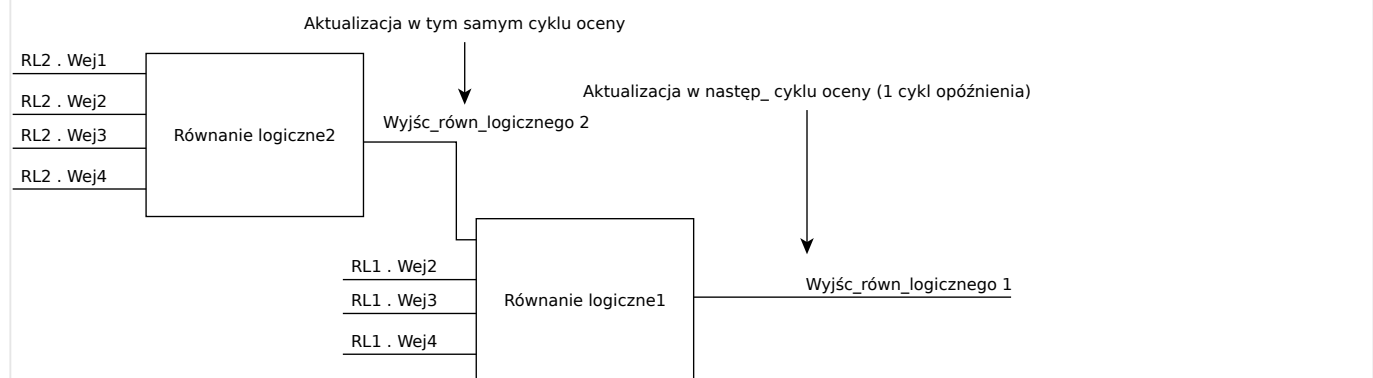 Aktualizacja w tym samym cyklu oceny
RL2 . Wej1
Aktualizacja w następ_ cyklu oceny (1 cykl opóźnienia)
RL2 . Wej2
Wyjśc_równ_logicznego 2
RL2 . Wej3
Równanie logiczne2
RL2 . Wej4
RL1 . Wej2
Wyjśc_równ_logicznego 1
RL1 . Wej3
Równanie logiczne1
RL1 . Wej4